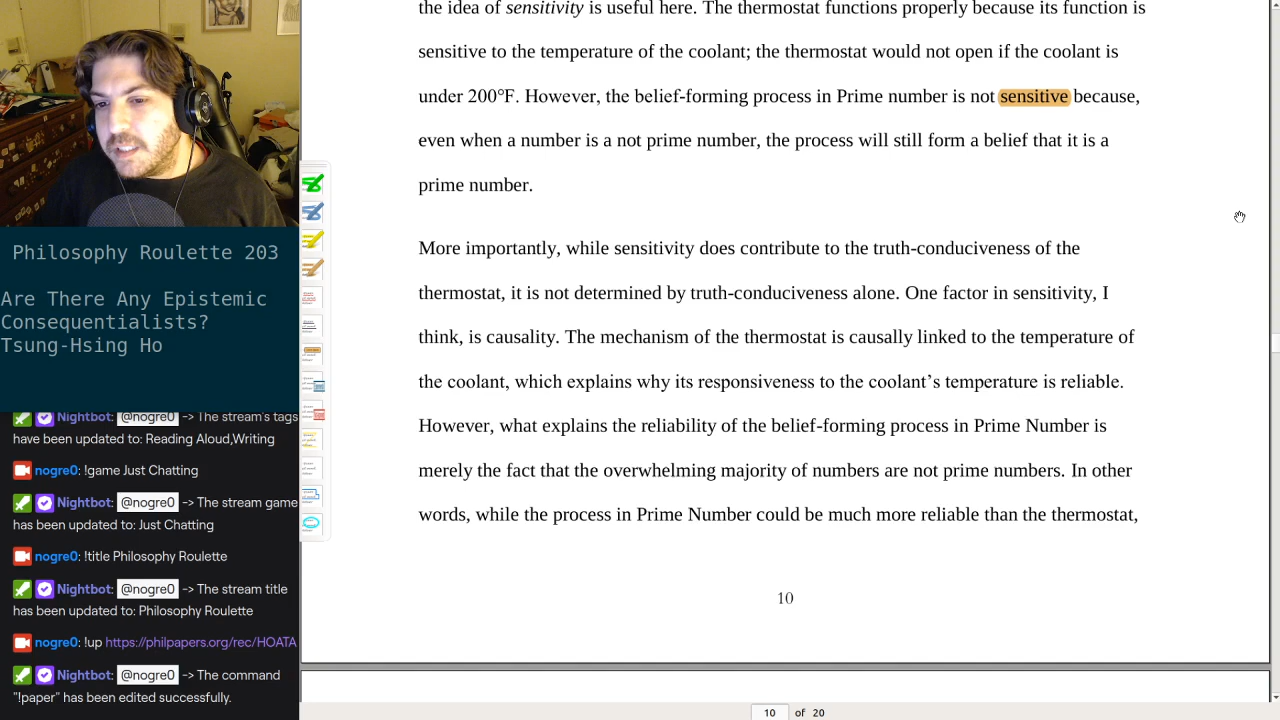 the idea of sensitivity is useful here. The thermostat functions properly because its function is
sensitive to the temperature of the coolant; the thermostat would not open if the coolant is
under 200°F. However, the belief-forming process in Prime number is not sensitive because,
even when a number is a not prime number, the process will still form a belief that it is a
prime number.
More importantly, while sensitivity does contribute to the truth-conduciveness of the
thermostat, it is not determined by truth-conduciveness alone. One factor in sensitivity, I
think, is causality. The mechanism of the thermostat is causally linked to the temperature of
the coolant, which explains why its responsiveness to the coolant’s temperature is reliable.
However, what explains the reliability of the belief-forming process in Prime Number is
merely the fact that the overwhelming majority of numbers are not prime numbers. In other
words, while the process in Prime Number could be much more reliable than the thermostat,
10
Philosophy Roulette 203
Are There Any Epistemic
Consequentialists?
Tsung-Hsing Ho
Nightbot: @nogre0 -> The stream's tags
been updated to: Reading Aloud,Writing
nogre0: !game Just Chatting
Nightbot: @nogre0 -> The stream game
has been updated to: Just Chatting
nogre0: !title Philosophy Roulette
Nightbot: @nogre0 -> The stream title
has been updated to: Philosophy Roulette
nogre0: !up https://philpapers.org/rec/HOATA
Nightbot: @nogre0 -> The command
"!paper" has been edited successfully.
10 of 20